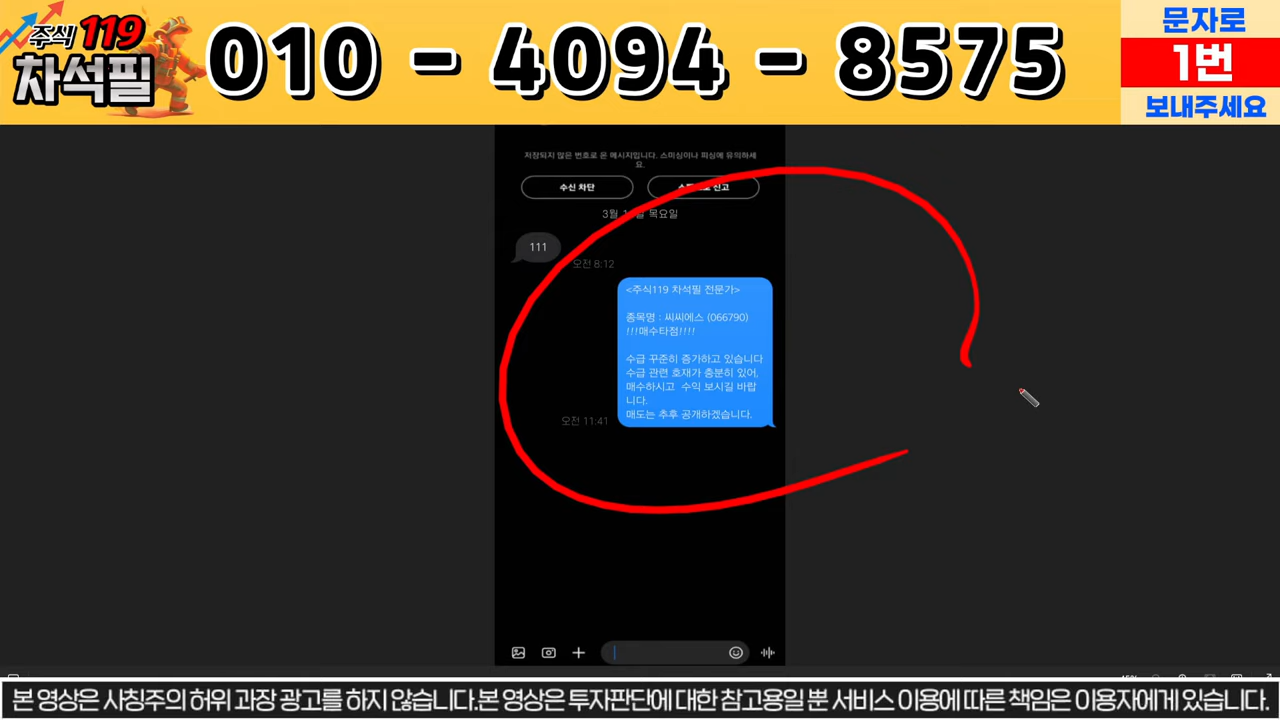 주식 119
차석필
010 - 4094 - 8575
문자로
1번
보내주세요
저장되지 않은 번호로 온 메시지입니다. 스미싱이나 피싱에 유의하세
요.
수신 차단
신고
3월 목요일
111
오전 8:12
<주식119 차석필 전문가>
종목명 : 씨씨에스 (066790)
!!!매수타점!!!!
수급 꾸준히 증가하고 있습니다
수급 관련 호재가 충분히 있어,
매수하시고 수익 보시길 바랍
니다.
매도는 추후 공개하겠습니다.
오전 11:41
본 영상은 사칭주의 허위 과장 광고를 하지 않습니다.본 영상은 투자판단에 대한 참고용일 뿐 서비스 이용에 따른 책임은 이용자에게 있습니다.